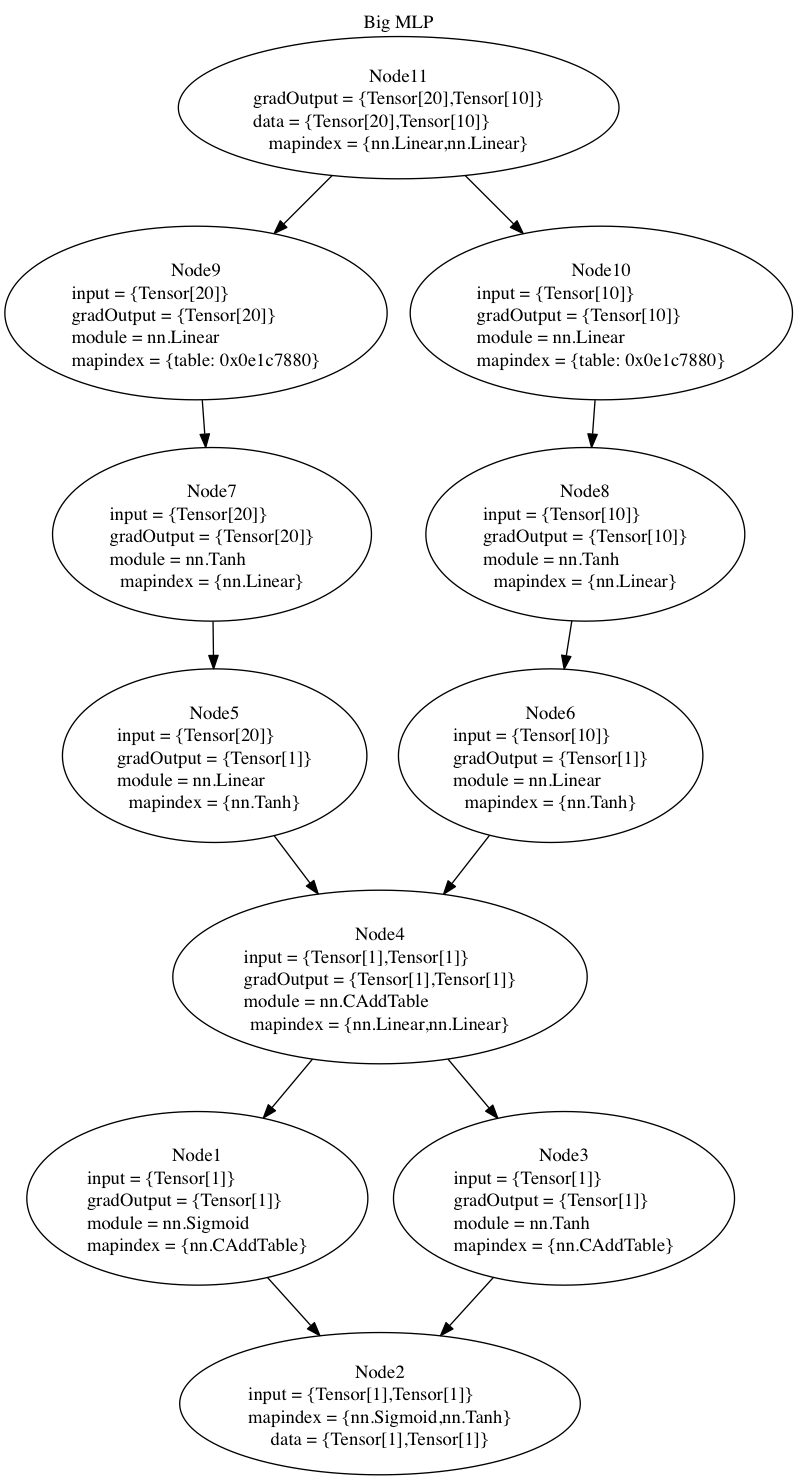 Big MLP
Node11
gradOutput = {Tensor[20],Tensor[10]}
data = {Tensor[20],Tensor[10]}
mapindex = {nn.Linear,nn.Linear}
Node9
input = {Tensor[20]}
gradOutput = {Tensor[20]}
module = nn.Linear
mapindex = {table: 0x0e1c7880}
Node10
input = {Tensor[10]}
gradOutput = {Tensor[10]}
module = nn.Linear
mapindex = {table: 0x0e1c7880}
Node7
input = {Tensor[20]}
gradOutput = {Tensor[20]}
module = nn.Tanh
mapindex = {nn.Linear}
Node8
input = {Tensor[10]}
gradOutput = {Tensor[10]}
module = nn.Tanh
mapindex = {nn.Linear}
Node5
input = {Tensor[20]}
gradOutput = {Tensor[1]}
module = nn.Linear
mapindex = {nn.Tanh}
Node6
input = {Tensor[10]}
gradOutput = {Tensor[1]}
module = nn.Linear
mapindex = {nn.Tanh}
Node4
input = {Tensor[1],Tensor[1]}
gradOutput = {Tensor[1],Tensor[1]}
module = nn.CAddTable
mapindex = {nn.Linear,nn.Linear}
Node1
input = {Tensor[1]}
gradOutput = {Tensor[1]}
module = nn.Sigmoid
mapindex = {nn.CAddTable}
Node3
input = {Tensor[1]}
gradOutput = {Tensor[1]}
module = nn.Tanh
mapindex = {nn.CAddTable}
Node2
input = {Tensor[1],Tensor[1]}
mapindex = {nn.Sigmoid,nn.Tanh}
data = {Tensor[1],Tensor[1]}